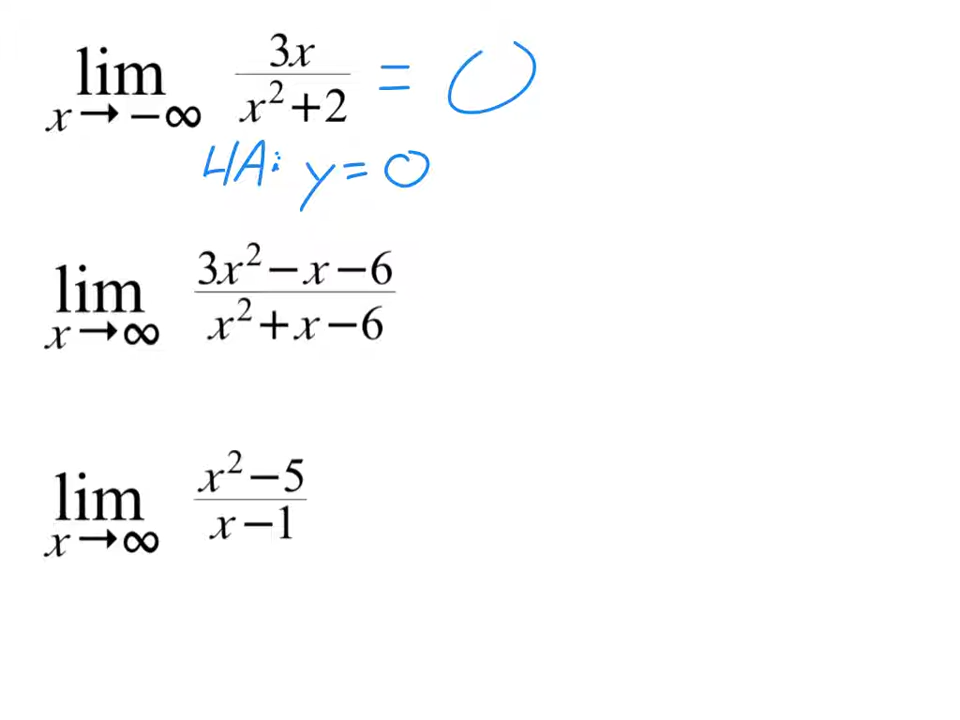 lim x→−∞ 3x/(x²+2) = 0
HA: y = 0
lim x→∞ (3x²−x−6)/(x²+x−6)
lim x→∞ (x²−5)/(x−1)